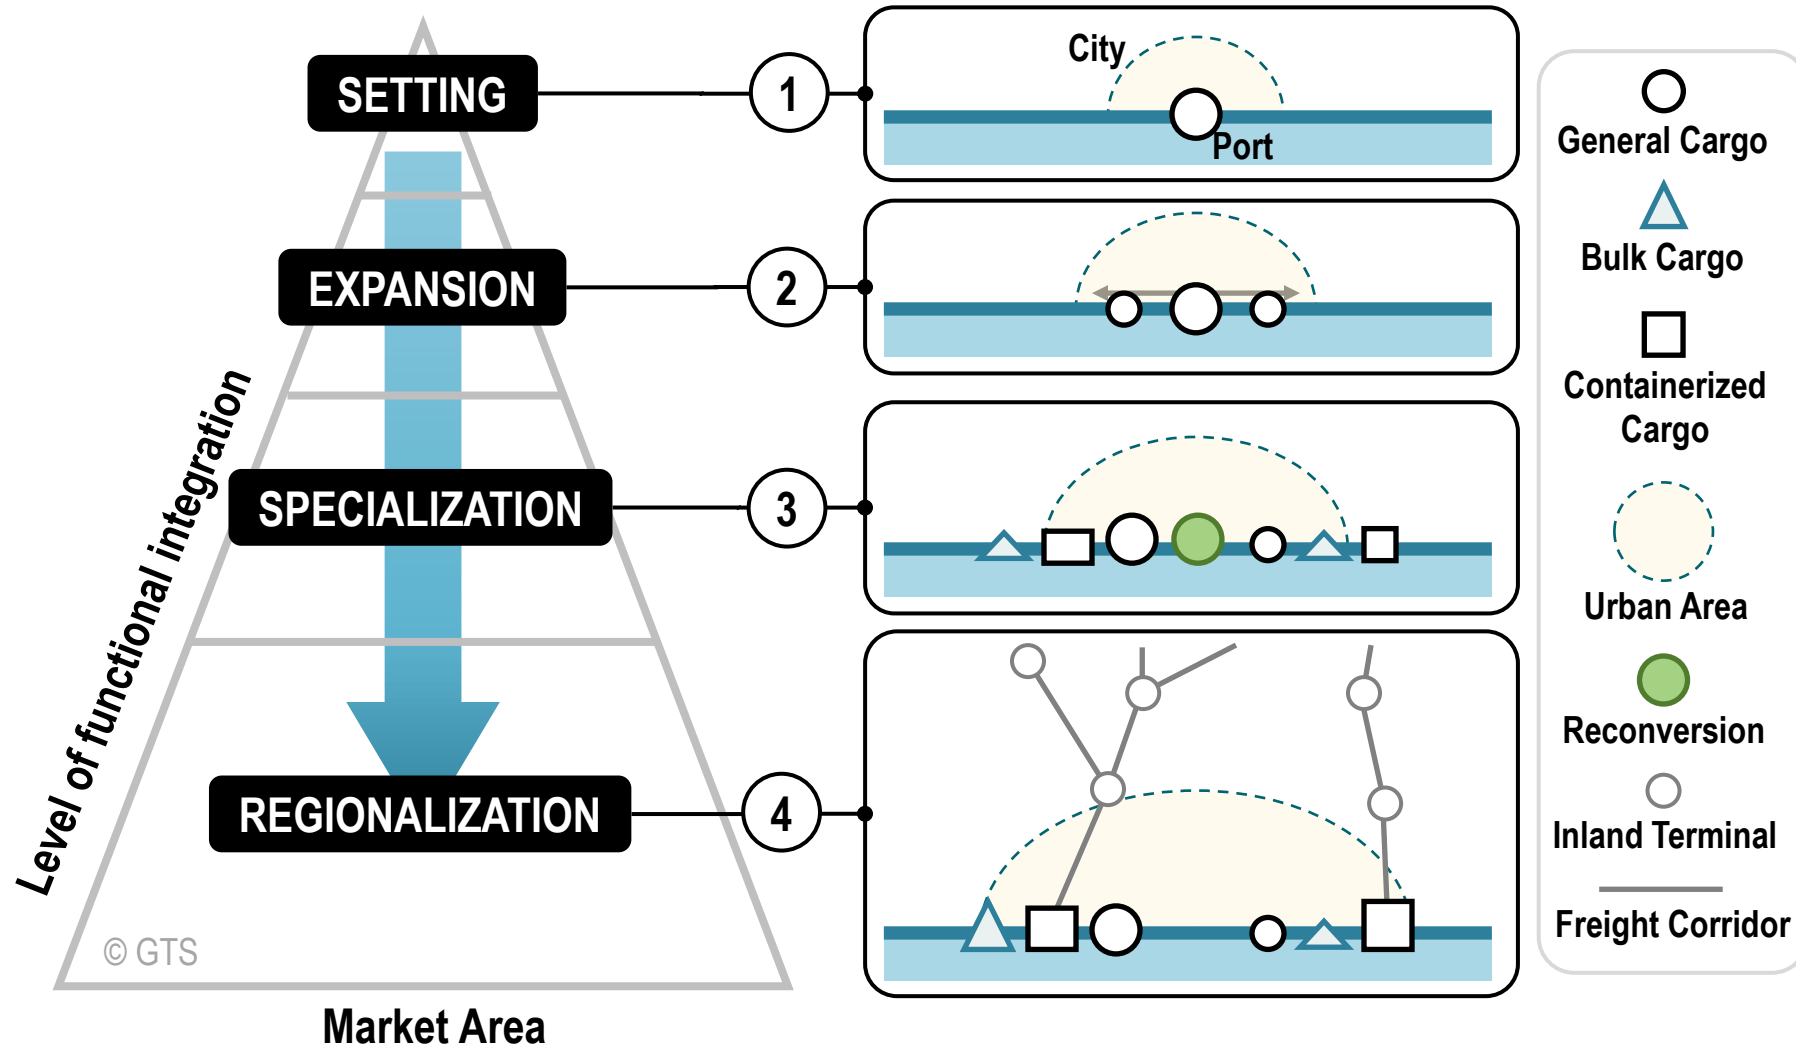 SETTING
1
City
Port
EXPANSION
2
SPECIALIZATION
3
REGIONALIZATION
4
Level of functional integration
© GTS
Market Area
General Cargo
Bulk Cargo
Containerized
Cargo
Urban Area
Reconversion
Inland Terminal
Freight Corridor